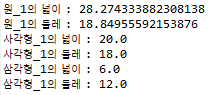 원_1의 넓이 : 28.274333882308138
원_1의 둘레 : 18.84955592153876
사각형_1의 넓이 : 20.0
사각형_1의 둘레 : 18.0
삼각형_1의 넓이 : 6.0
삼각형_1의 둘레 : 12.0